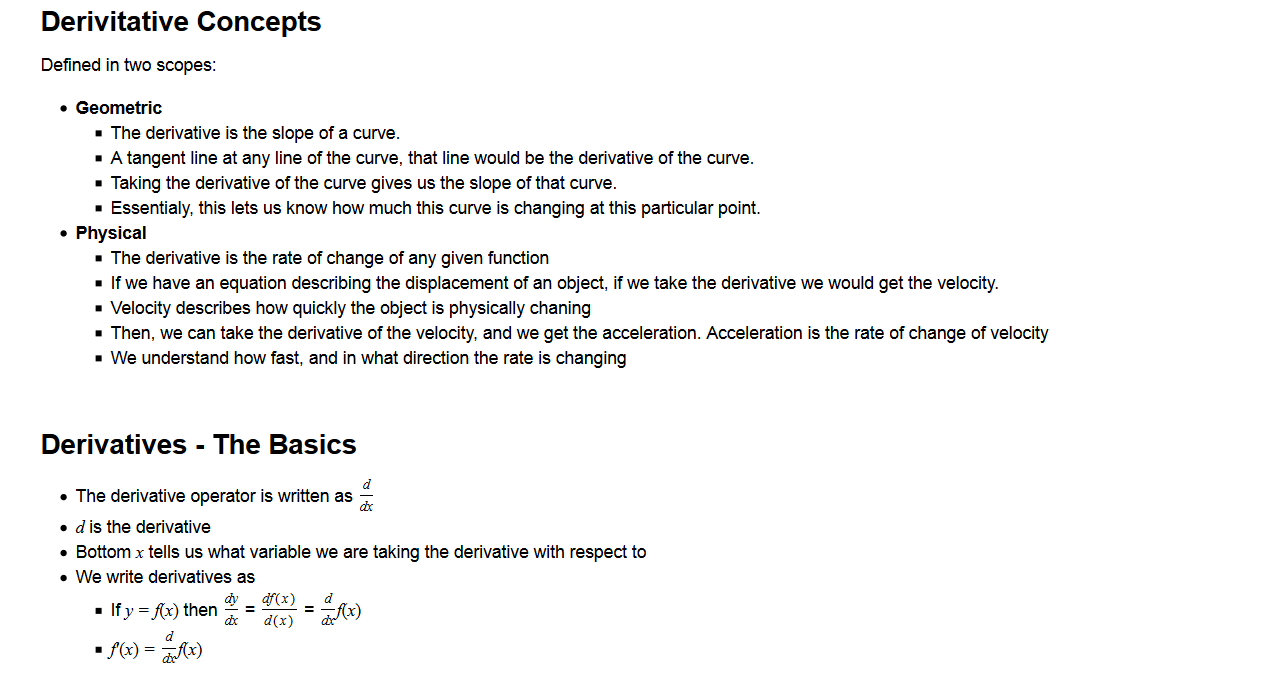 Derivitative Concepts
Defined in two scopes:
• Geometric
▪ The derivative is the slope of a curve.
▪ A tangent line at any line of the curve, that line would be the derivative of the curve.
▪ Taking the derivative of the curve gives us the slope of that curve.
▪ Essentialy, this lets us know how much this curve is changing at this particular point.
• Physical
▪ The derivative is the rate of change of any given function
▪ If we have an equation describing the displacement of an object, if we take the derivative we would get the velocity.
▪ Velocity describes how quickly the object is physically chaning
▪ Then, we can take the derivative of the velocity, and we get the acceleration. Acceleration is the rate of change of velocity
▪ We understand how fast, and in what direction the rate is changing
Derivatives - The Basics
• The derivative operator is written as d/dx
• d is the derivative
• Bottom x tells us what variable we are taking the derivative with respect to
• We write derivatives as
▪ If y = f(x) then dy/dx = df(x)/d(x) = d/dx f(x)
▪ f'(x) = d/dx f(x)